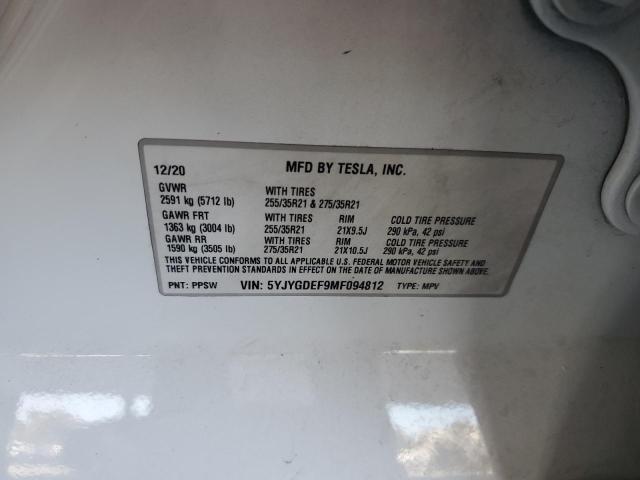 12/20 MFD BY TESLA, INC.
GVWR WITH TIRES
2591 kg (5712 lb) 255/35R21 & 275/35R21
GAWR FRT WITH TIRES RIM COLD TIRE PRESSURE
1363 kg (3004 lb) 255/35R21 21X9.5J 290 kPa, 42 psi
GAWR RR WITH TIRES RIM COLD TIRE PRESSURE
1590 kg (3505 lb) 275/35R21 21X10.5J 290 kPa, 42 psi
THIS VEHICLE CONFORMS TO ALL APPLICABLE U.S. FEDERAL MOTOR VEHICLE SAFETY AND
THEFT PREVENTION STANDARDS IN EFFECT ON THE DATE OF MANUFACTURE SHOWN ABOVE.
PNT: PPSW VIN: 5YJYGDEF9MF094812 TYPE: MPV